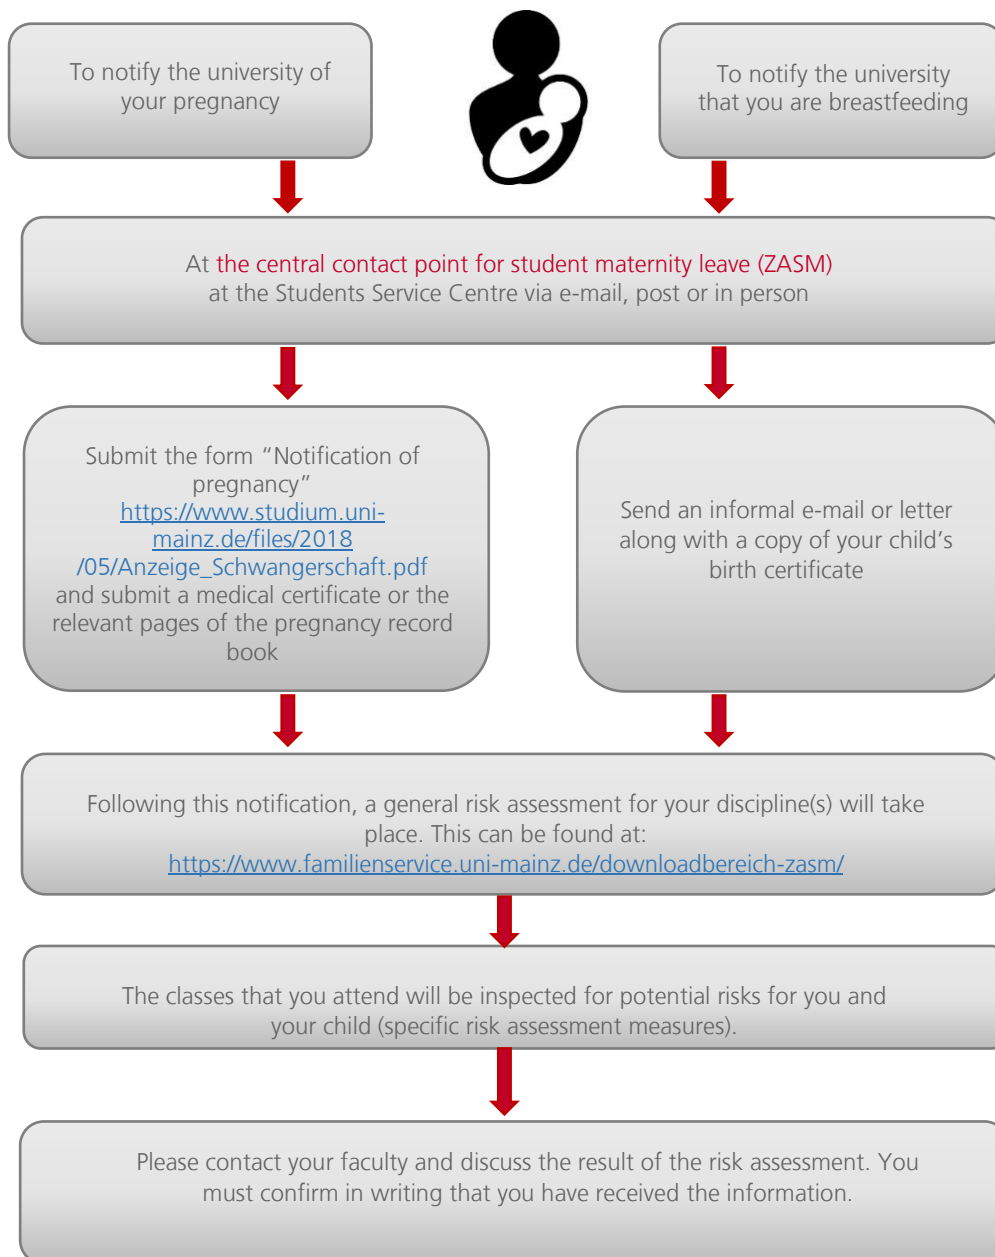 To notify the university of
your pregnancy
To notify the university
that you are breastfeeding
At the central contact point for student maternity leave (ZASM)
at the Students Service Centre via e-mail, post or in person
Submit the form “Notification of
pregnancy”
https://www.studium.uni-
mainz.de/files/2018
/05/Anzeige_Schwangerschaft.pdf
and submit a medical certificate or the
relevant pages of the pregnancy record
book
Send an informal e-mail or letter
along with a copy of your child’s
birth certificate
Following this notification, a general risk assessment for your discipline(s) will take
place. This can be found at:
https://www.familienservice.uni-mainz.de/downloadbereich-zasm/
The classes that you attend will be inspected for potential risks for you and
your child (specific risk assessment measures).
Please contact your faculty and discuss the result of the risk assessment. You
must confirm in writing that you have received the information.